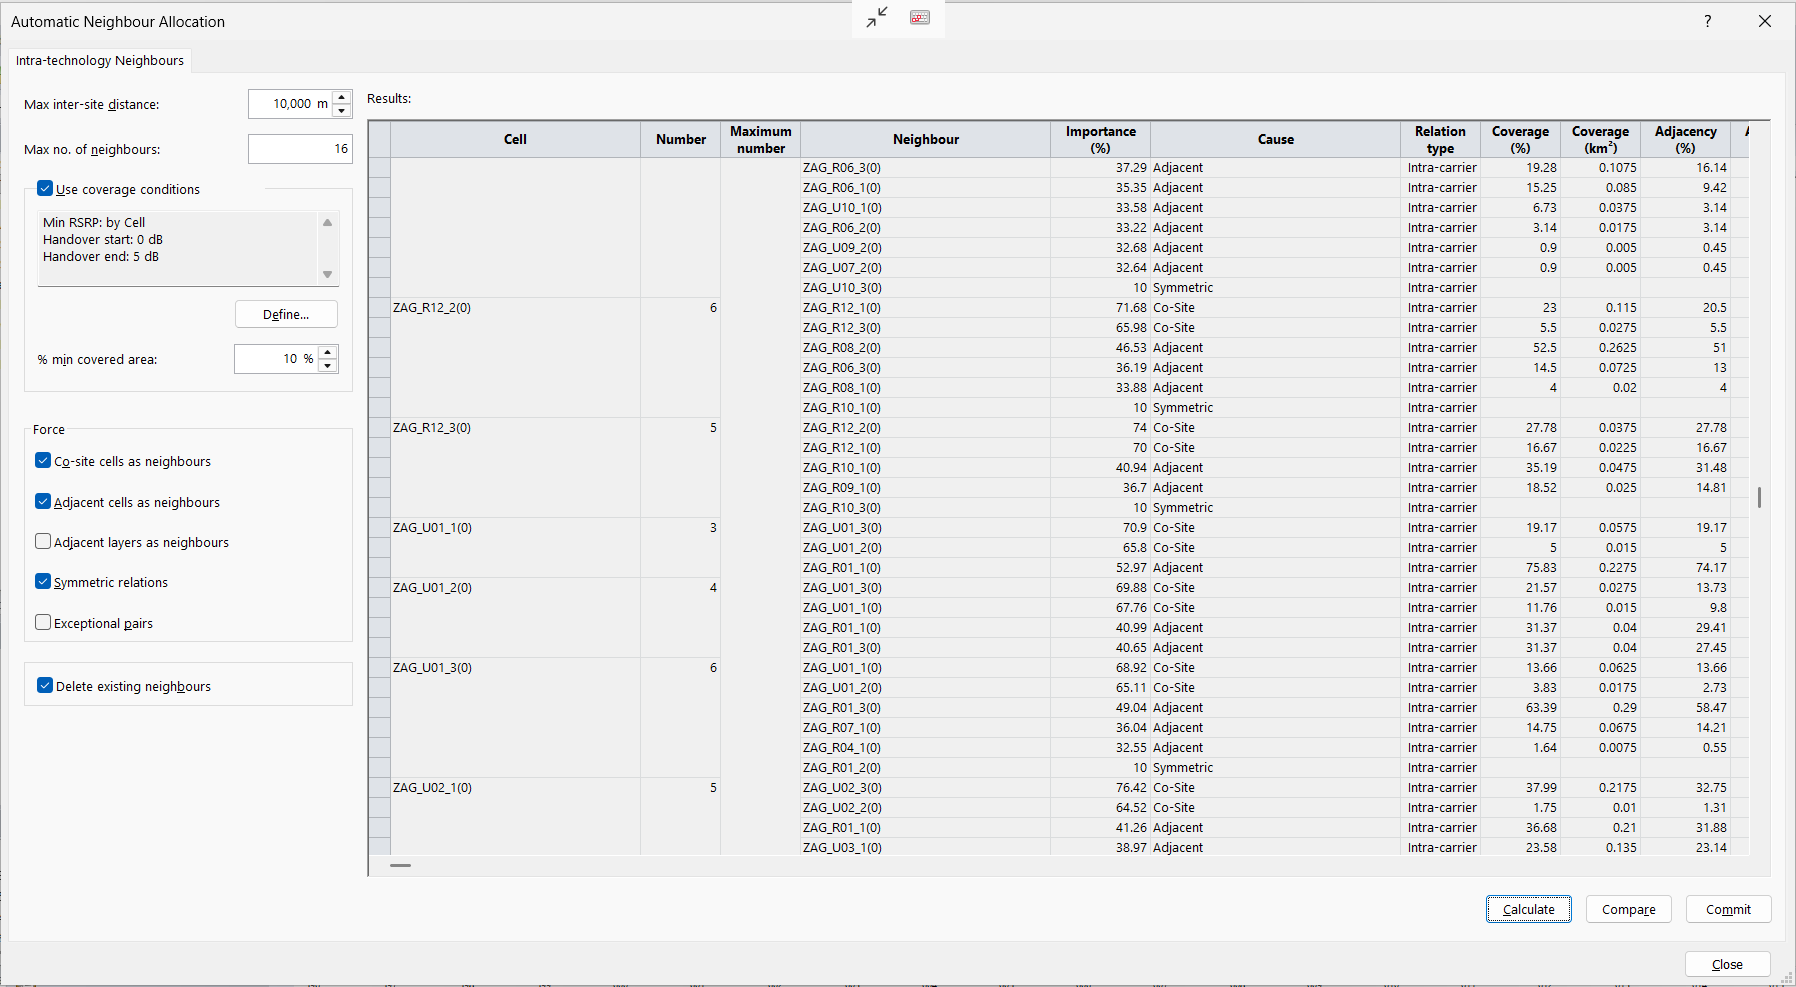 Automatic Neighbour Allocation
Intra-technology Neighbours
Max inter-site distance: 10,000 m
Max no. of neighbours: 16
Use coverage conditions
Min RSRP: by Cell
Handover start: 0 dB
Handover end: 5 dB
Define...
% min covered area: 10 %
Force
Co-site cells as neighbours
Adjacent cells as neighbours
Adjacent layers as neighbours
Symmetric relations
Exceptional pairs
Delete existing neighbours
Results:
Cell Number Maximum number Neighbour Importance (%) Cause Relation type Coverage (%) Coverage (km²) Adjacency (%)
ZAG_R06_3(0) 37.29 Adjacent Intra-carrier 19.28 0.1075 16.14
ZAG_R06_1(0) 35.35 Adjacent Intra-carrier 15.25 0.085 9.42
ZAG_U10_1(0) 33.58 Adjacent Intra-carrier 6.73 0.0375 3.14
ZAG_R06_2(0) 33.22 Adjacent Intra-carrier 3.14 0.0175 3.14
ZAG_U09_2(0) 32.68 Adjacent Intra-carrier 0.9 0.005 0.45
ZAG_U07_2(0) 32.64 Adjacent Intra-carrier 0.9 0.005 0.45
ZAG_U10_3(0) 10 Symmetric Intra-carrier
ZAG_R12_2(0) 6 ZAG_R12_1(0) 71.68 Co-Site Intra-carrier 23 0.115 20.5
ZAG_R12_3(0) 65.98 Co-Site Intra-carrier 5.5 0.0275 5.5
ZAG_R08_2(0) 46.53 Adjacent Intra-carrier 52.5 0.2625 51
ZAG_R06_3(0) 36.19 Adjacent Intra-carrier 14.5 0.0725 13
ZAG_R08_1(0) 33.88 Adjacent Intra-carrier 4 0.02 4
ZAG_R10_1(0) 10 Symmetric Intra-carrier
ZAG_R12_3(0) 5 ZAG_R12_2(0) 74 Co-Site Intra-carrier 27.78 0.0375 27.78
ZAG_R12_1(0) 70 Co-Site Intra-carrier 16.67 0.0225 16.67
ZAG_R10_1(0) 40.94 Adjacent Intra-carrier 35.19 0.0475 31.48
ZAG_R09_1(0) 36.7 Adjacent Intra-carrier 18.52 0.025 14.81
ZAG_R10_3(0) 10 Symmetric Intra-carrier
ZAG_U01_1(0) 3 ZAG_U01_3(0) 70.9 Co-Site Intra-carrier 19.17 0.0575 19.17
ZAG_U01_2(0) 65.8 Co-Site Intra-carrier 5 0.015 5
ZAG_R01_1(0) 52.97 Adjacent Intra-carrier 75.83 0.2275 74.17
ZAG_U01_2(0) 4 ZAG_U01_3(0) 69.88 Co-Site Intra-carrier 21.57 0.0275 13.73
ZAG_U01_1(0) 67.76 Co-Site Intra-carrier 11.76 0.015 9.8
ZAG_R01_1(0) 40.99 Adjacent Intra-carrier 31.37 0.04 29.41
ZAG_R01_3(0) 40.65 Adjacent Intra-carrier 31.37 0.04 27.45
ZAG_U01_3(0) 6 ZAG_U01_1(0) 68.92 Co-Site Intra-carrier 13.66 0.0625 13.66
ZAG_U01_2(0) 65.11 Co-Site Intra-carrier 3.83 0.0175 2.73
ZAG_R01_3(0) 49.04 Adjacent Intra-carrier 63.39 0.29 58.47
ZAG_R07_1(0) 36.04 Adjacent Intra-carrier 14.75 0.0675 14.21
ZAG_R04_1(0) 32.55 Adjacent Intra-carrier 1.64 0.0075 0.55
ZAG_R01_2(0) 10 Symmetric Intra-carrier
ZAG_U02_1(0) 5 ZAG_U02_3(0) 76.42 Co-Site Intra-carrier 37.99 0.2175 32.75
ZAG_U02_2(0) 64.52 Co-Site Intra-carrier 1.75 0.01 1.31
ZAG_R01_1(0) 41.26 Adjacent Intra-carrier 36.68 0.21 31.88
ZAG_U03_1(0) 38.97 Adjacent Intra-carrier 23.58 0.135 23.14
Calculate Compare Commit
Close